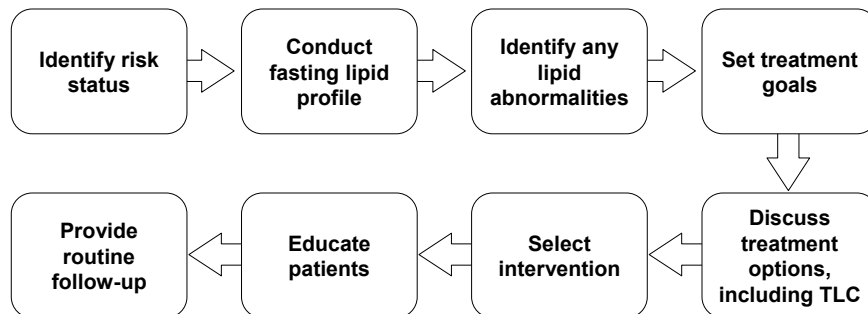 Identify risk
status
Conduct
fasting lipid
profile
Identify any
lipid
abnormalities
Set treatment
goals
Discuss
treatment
options,
including TLC
Select
intervention
Educate
patients
Provide
routine
follow-up